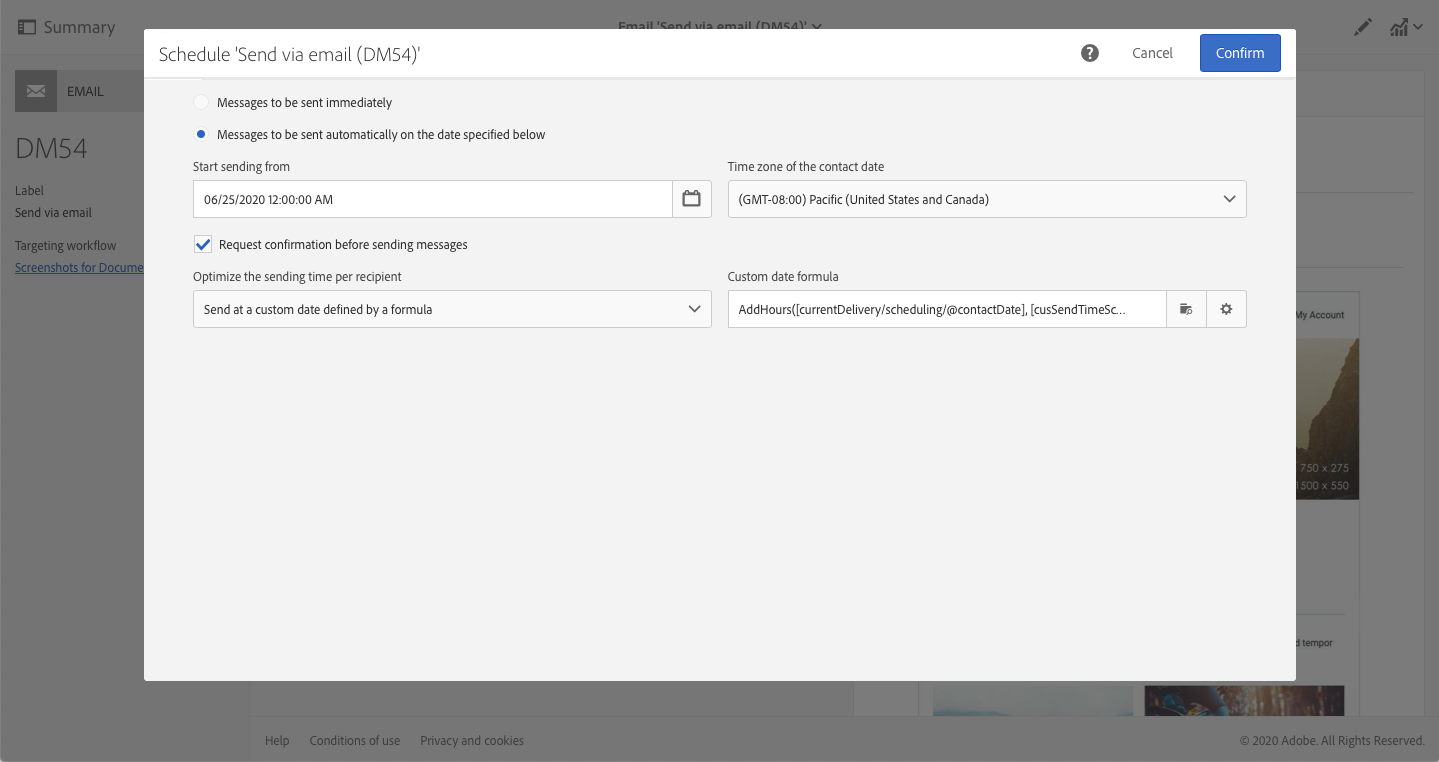 Summary
Email 'Send via email (DM54)'
Schedule 'Send via email (DM54)'
Cancel
Confirm
EMAIL
DM54
Label
Send via email
Targeting workflow
Screenshots for Docume
Messages to be sent immediately
Messages to be sent automatically on the date specified below
Start sending from
Time zone of the contact date
06/25/2020 12:00:00 AM
(GMT-08:00) Pacific (United States and Canada)
Request confirmation before sending messages
Optimize the sending time per recipient
Custom date formula
Send at a custom date defined by a formula
AddHours([currentDelivery/scheduling/@contactDate], [cusSendTimeSc...
My Account
750 x 275
1500 x 550
d tempor
Help
Conditions of use
Privacy and cookies
© 2020 Adobe. All Rights Reserved.